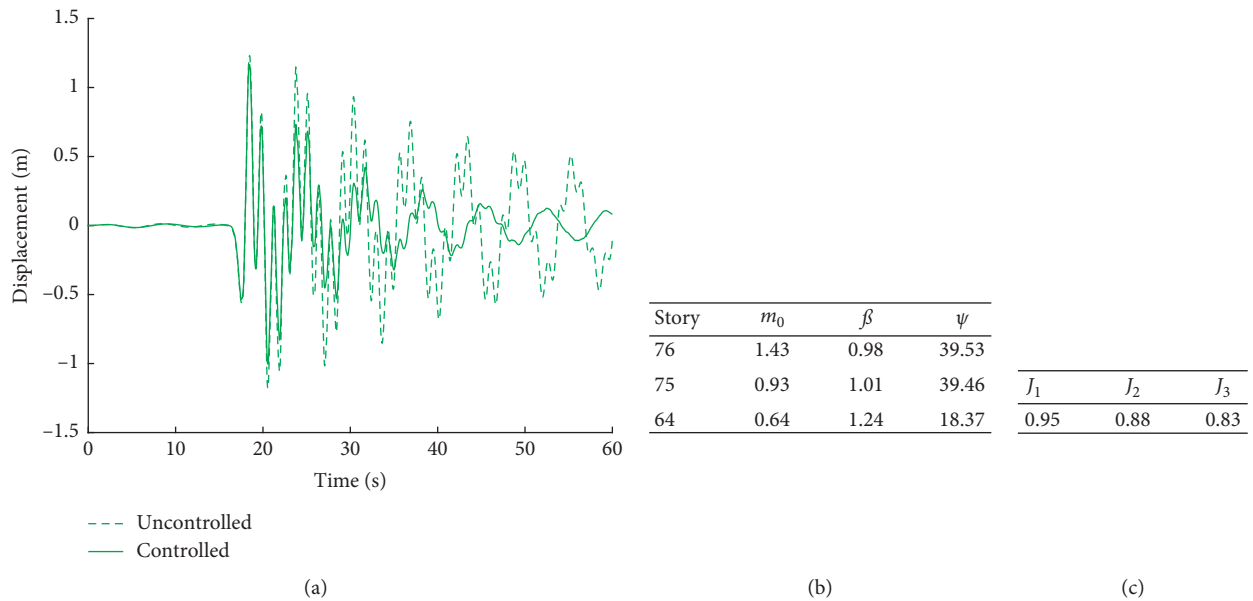 1.5
1
0.5
0
−0.5
−1
−1.5
Displacement (m)
0 10 20 30 40 50 60
Time (s)
Uncontrolled
Controlled
(a)
Story m0 ß ψ
76 1.43 0.98 39.53
75 0.93 1.01 39.46
64 0.64 1.24 18.37
(b)
J1 J2 J3
0.95 0.88 0.83
(c)